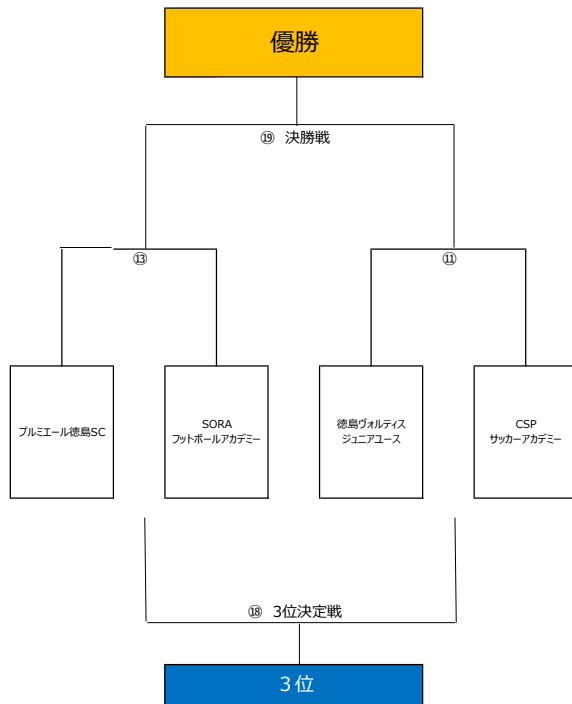 優勝
⑲ 決勝戦
⑬
⑪
プルミエール徳島SC
SORA
フットボールアカデミー
徳島ヴォルティス
ジュニアユース
CSP
サッカーアカデミー
⑱ 3位決定戦
3位